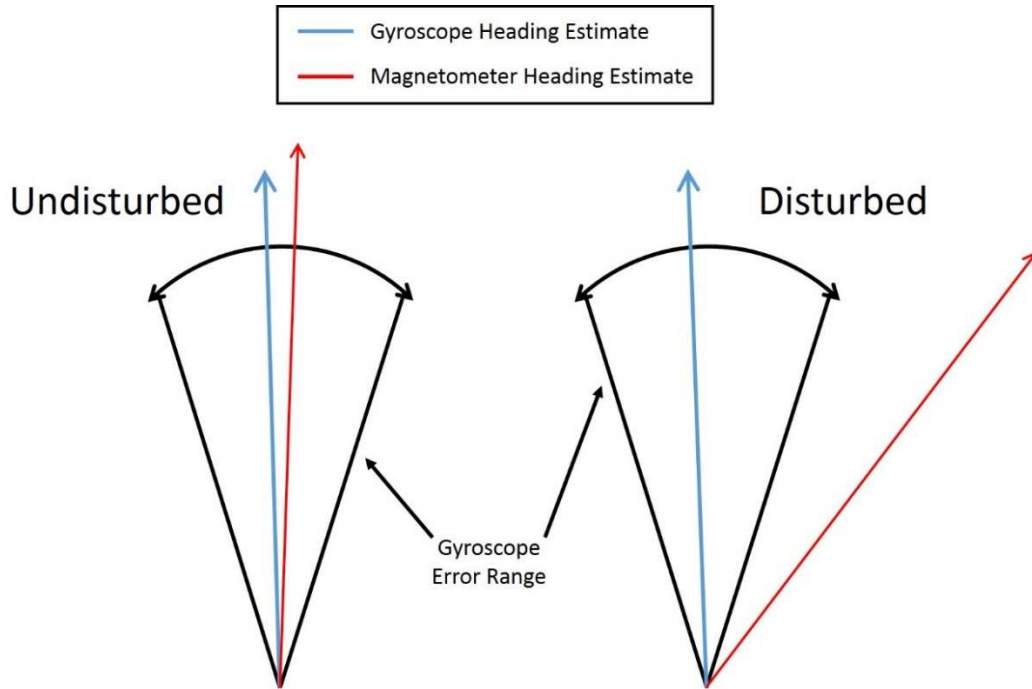 Gyroscope Heading Estimate
Magnetometer Heading Estimate
Undisturbed
Disturbed
Gyroscope
Error Range